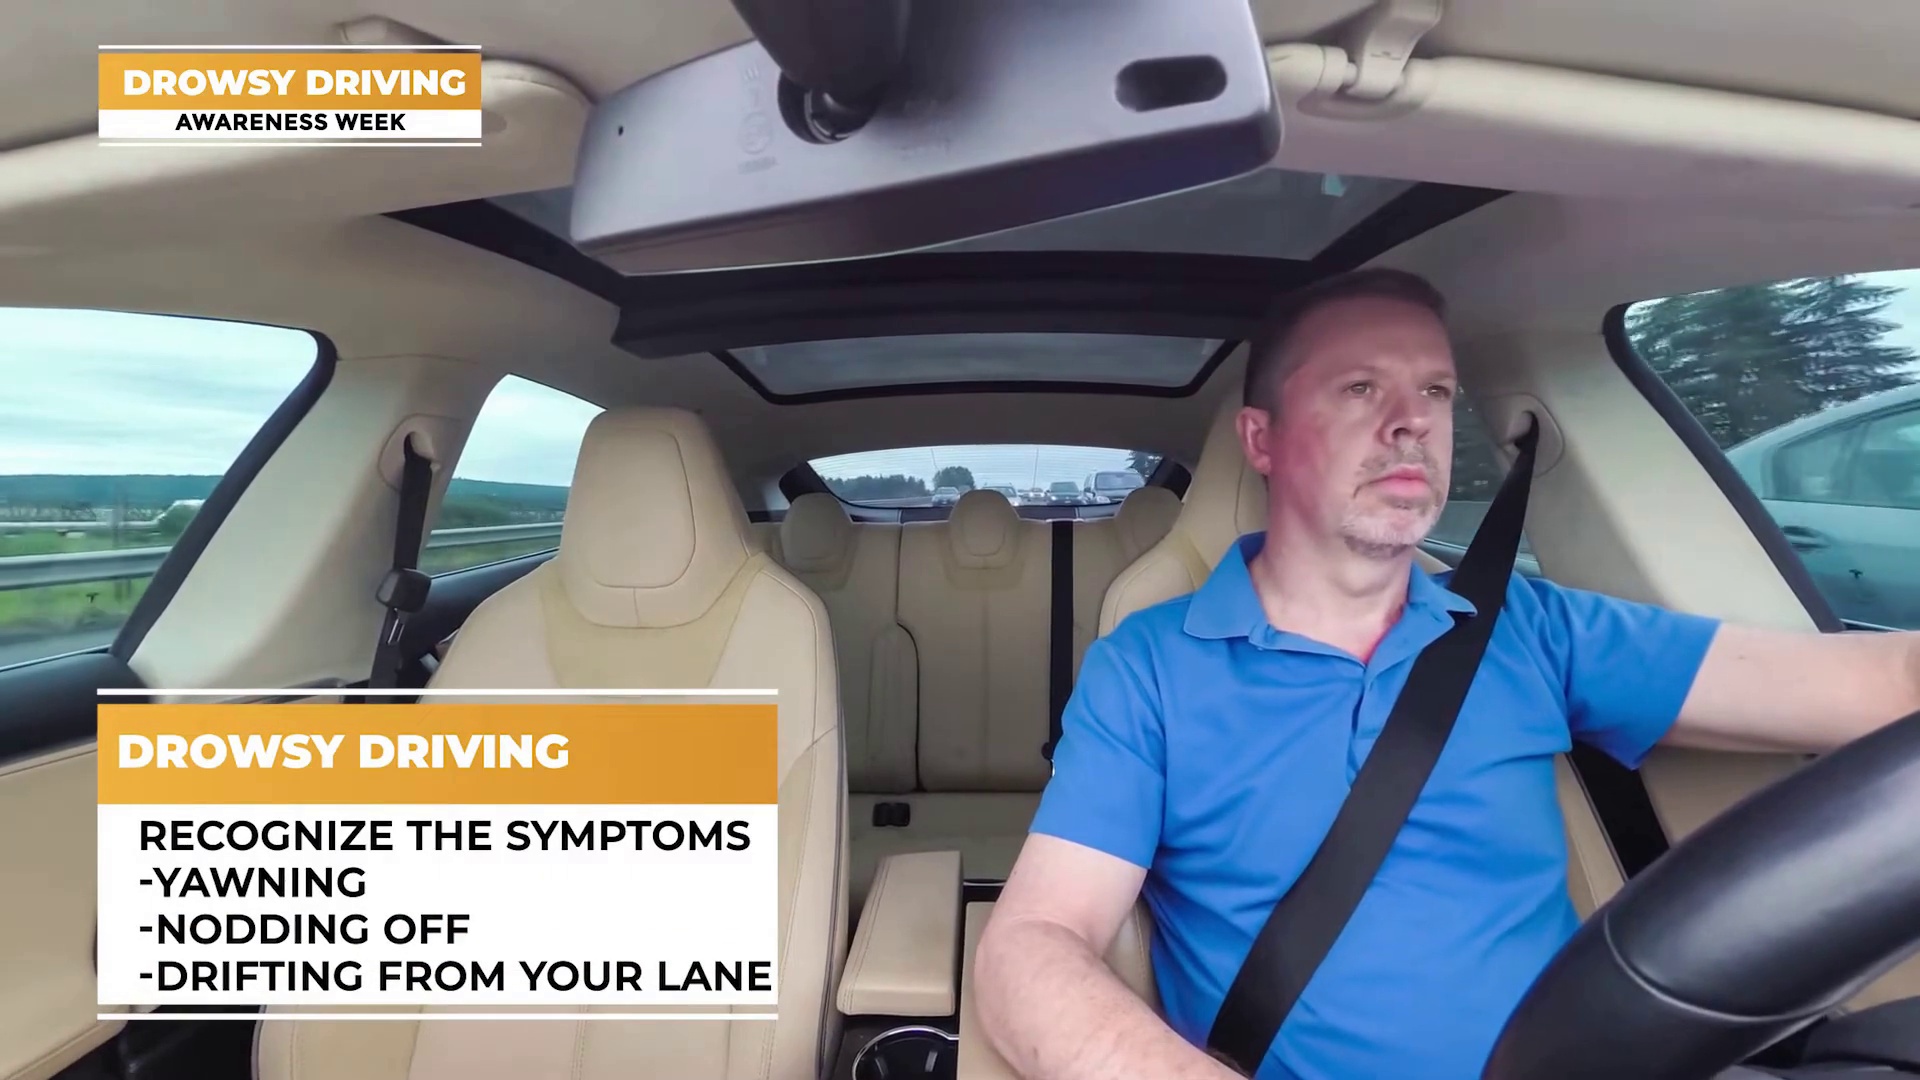 DROWSY DRIVING
AWARENESS WEEK
DROWSY DRIVING
RECOGNIZE THE SYMPTOMS
-YAWNING
-NODDING OFF
-DRIFTING FROM YOUR LANE